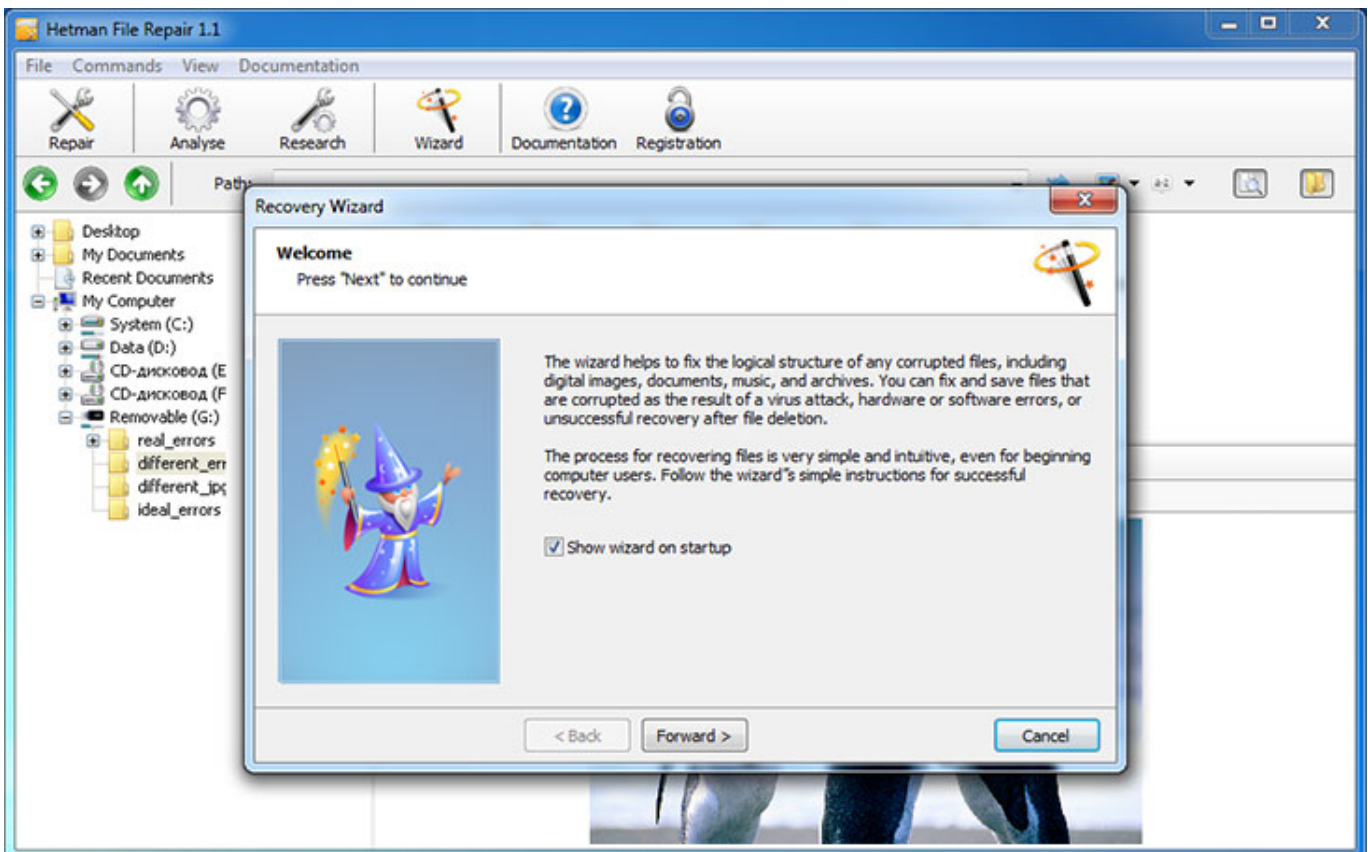 Hetman File Repair 1.1
File Commands View Documentation
Repair Analyse Research Wizard Documentation Registration
Path:
Desktop
My Documents
Recent Documents
My Computer
System (C:)
Data (D:)
CD-дисковод (E
CD-дисковод (F
Removable (G:)
real_errors
different_err
different_jpg
ideal_errors
Recovery Wizard
Welcome
Press "Next" to continue
The wizard helps to fix the logical structure of any corrupted files, including
digital images, documents, music, and archives. You can fix and save files that
are corrupted as the result of a virus attack, hardware or software errors, or
unsuccessful recovery after file deletion.
The process for recovering files is very simple and intuitive, even for beginning
computer users. Follow the wizard"s simple instructions for successful
recovery.
Show wizard on startup
< Back Forward > Cancel